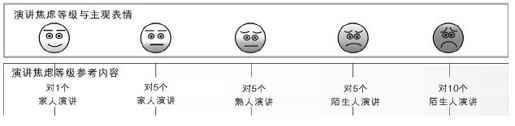 演讲焦虑等级与主观表情
演讲焦虑等级参考内容
对1个 对5个 对5个 对5个 对10个
家人演讲 家人演讲 熟人演讲 陌生人演讲 陌生人演讲